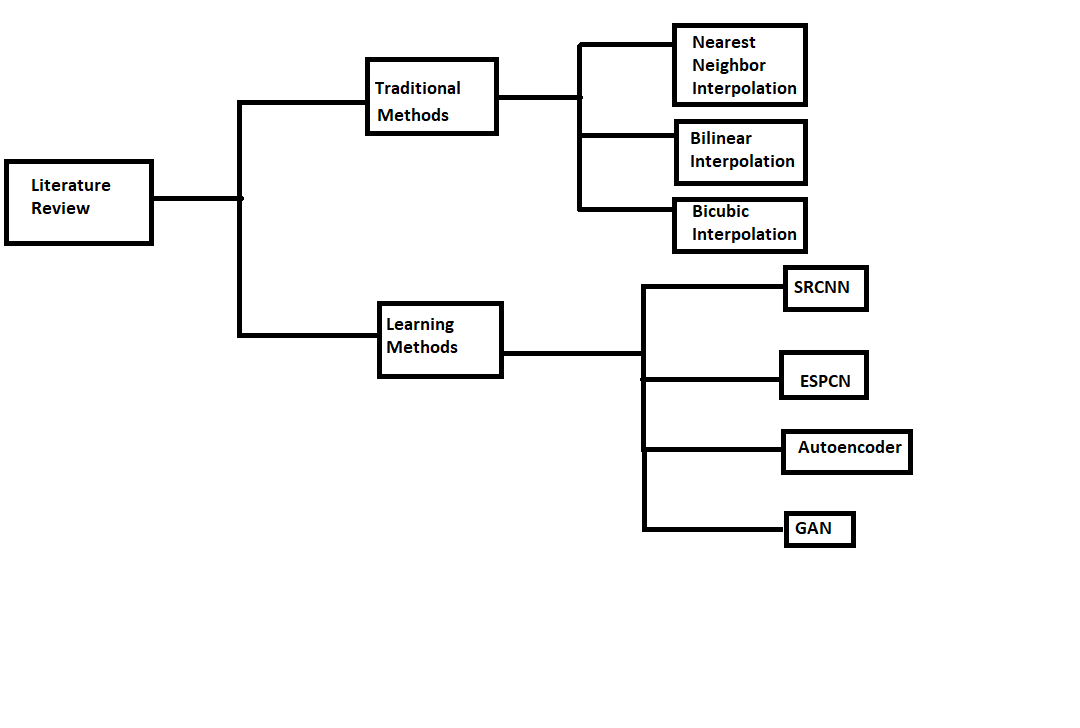 Literature
Review
Traditional
Methods
Nearest
Neighbor
Interpolation
Bilinear
Interpolation
Bicubic
Interpolation
Learning
Methods
SRCNN
ESPCN
Autoencoder
GAN